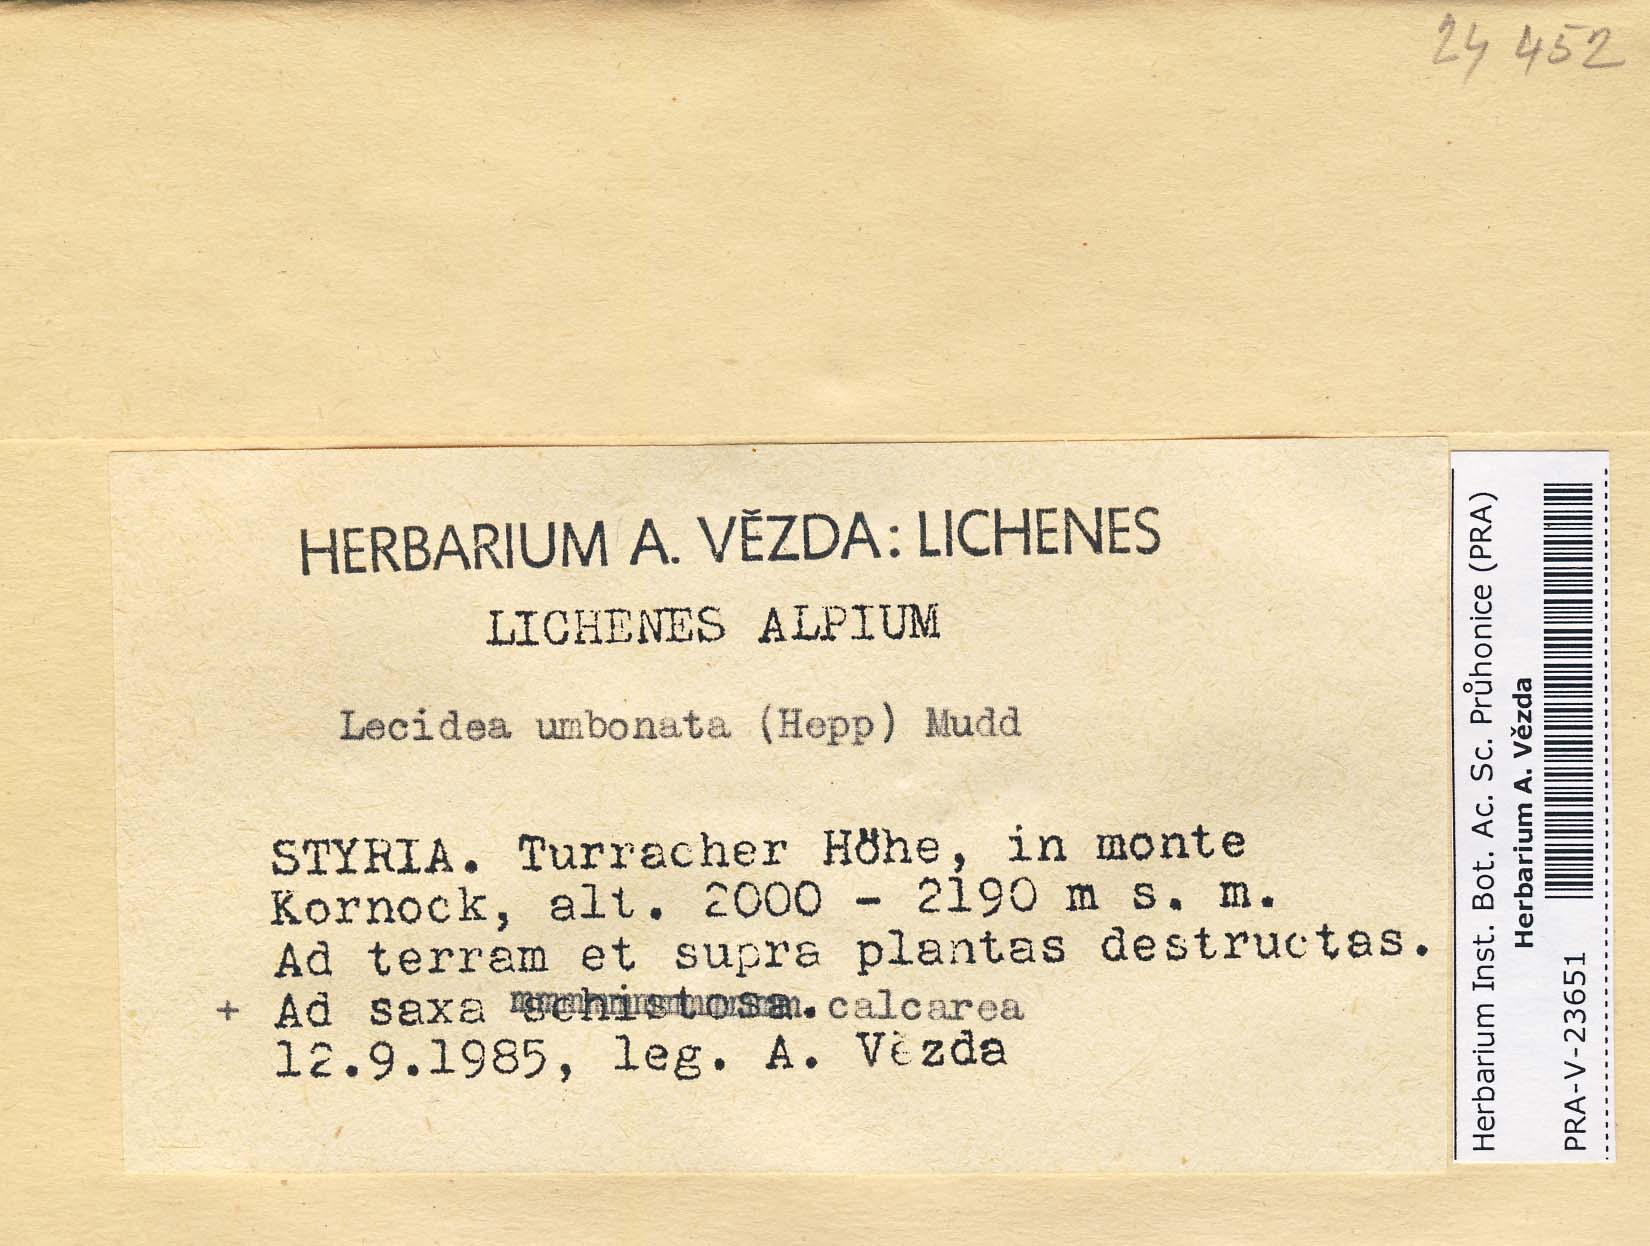 24 452
HERBARIUM A. VĚZDA: LICHENES
LICHENES ALPIUM
Lecidea umbonata (Hepp) Mudd
STYRIA. Turracher Höhe, in monte
Kornock, alt. 2000 - 2190 m s. m.
Ad terram et supra plantas destructas.
+ Ad saxa schistosa. calcarea
12.9.1985, leg. A. Vězda
Herbarium Inst. Bot. Ac. Sc. Průhonice (PRA)
Herbarium A. Vězda
PRA-V-23651